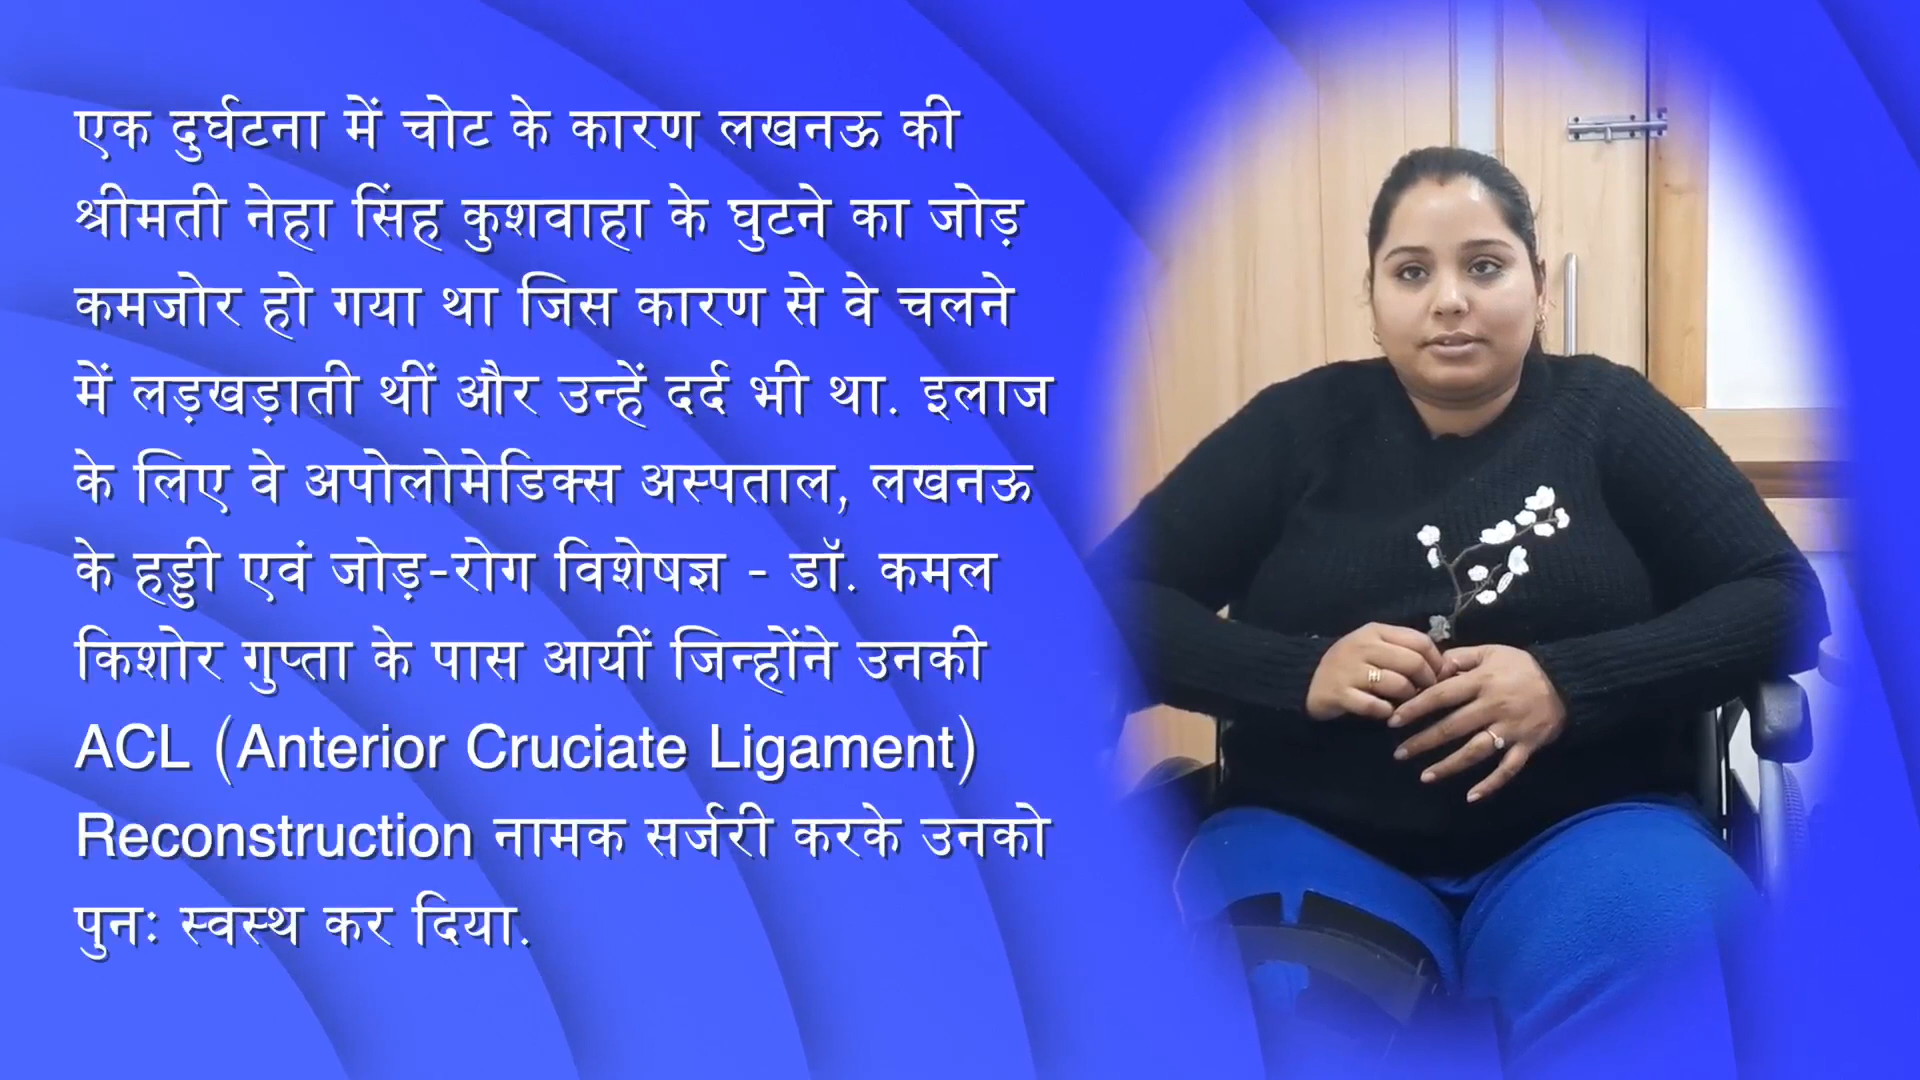 एक दुर्घटना में चोट के कारण लखनऊ की
श्रीमती नेहा सिंह कुशवाहा के घुटने का जोड़
कमजोर हो गया था जिस कारण से वे चलने
में लड़खड़ाती थीं और उन्हें दर्द भी था. इलाज
के लिए वे अपोलोमेडिक्स अस्पताल, लखनऊ
के हड्डी एवं जोड़-रोग विशेषज्ञ - डॉ. कमल
किशोर गुप्ता के पास आयीं जिन्होंने उनकी
ACL (Anterior Cruciate Ligament)
Reconstruction नामक सर्जरी करके उनको
पुनः स्वस्थ कर दिया.